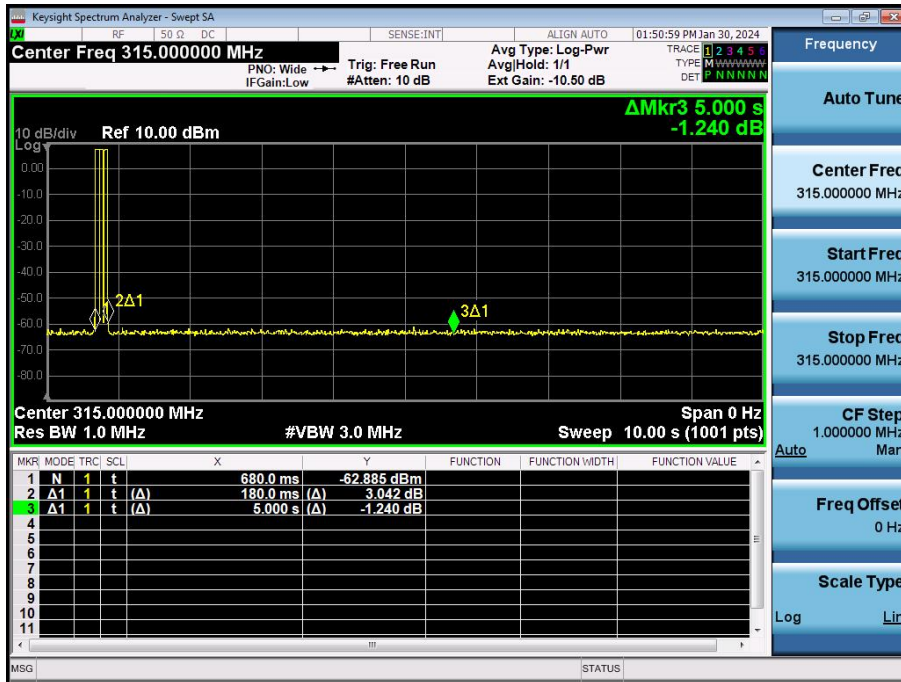 Keysight Spectrum Analyzer - Swept SA
LXI RF 50 Ω DC SENSE:INT ALIGN AUTO 01:50:59 PM Jan 30, 2024
Center Freq 315.000000 MHz
PNO: Wide
IFGain:Low
Trig: Free Run
#Atten: 10 dB
Avg Type: Log-Pwr
Avg|Hold: 1/1
Ext Gain: -10.50 dB
TRACE 1 2 3 4 5 6
TYPE M WWWWW
DET P N N N N N
ΔMkr3 5.000 s
-1.240 dB
10 dB/div Ref 10.00 dBm
Log
0.00
-10.0
-20.0
-30.0
-40.0
-50.0
-60.0
-70.0
-80.0
2Δ1
3Δ1
Center 315.000000 MHz Span 0 Hz
Res BW 1.0 MHz #VBW 3.0 MHz Sweep 10.00 s (1001 pts)
MKR MODE TRC SCL X Y FUNCTION FUNCTION WIDTH FUNCTION VALUE
1 N 1 t 680.0 ms -62.885 dBm
2 Δ1 1 t (Δ) 180.0 ms (Δ) 3.042 dB
3 Δ1 1 t (Δ) 5.000 s (Δ) -1.240 dB
4
5
6
7
8
9
10
11
MSG STATUS
Frequency
Auto Tune
Center Freq
315.000000 MHz
Start Freq
315.000000 MHz
Stop Freq
315.000000 MHz
CF Step
1.000000 MHz
Auto Man
Freq Offset
0 Hz
Scale Type
Log Lin